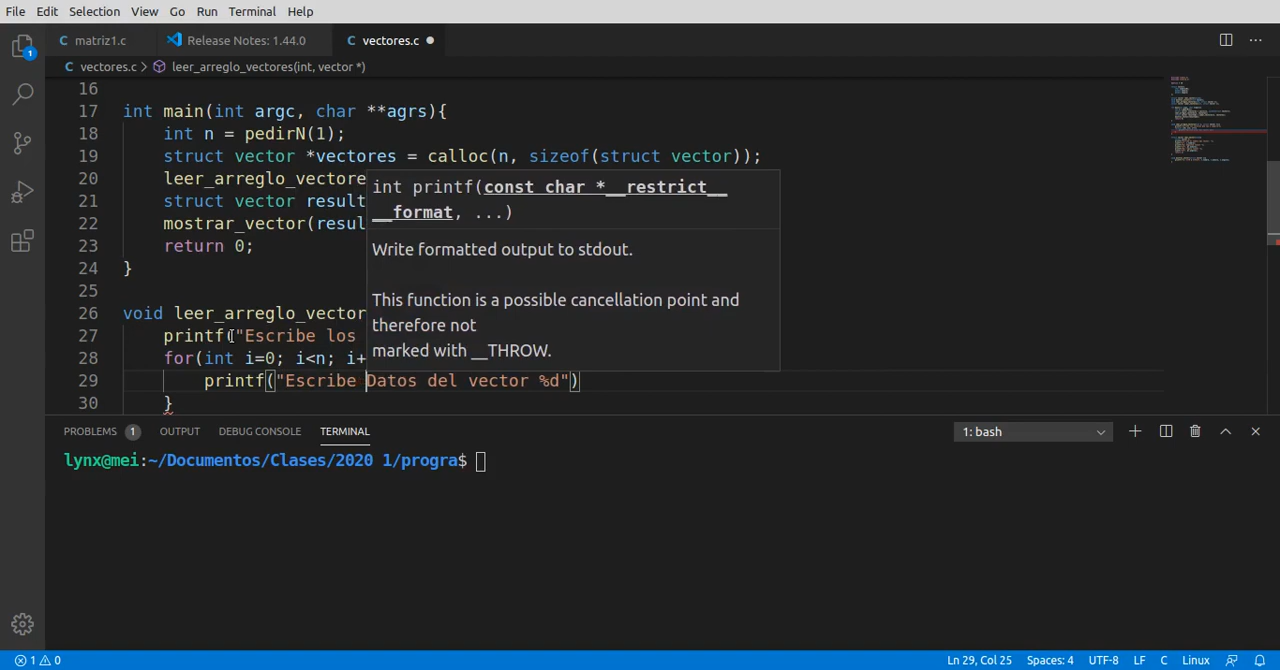 File Edit Selection View Go Run Terminal Help
1
C matriz1.c Release Notes: 1.44.0 C vectores.c
C vectores.c > leer_arreglo_vectores(int, vector *)
16
17 int main(int argc, char **agrs){
18 int n = pedirN(1);
19 struct vector *vectores = calloc(n, sizeof(struct vector));
20 leer_arreglo_vectore
21 struct vector result
22 mostrar_vector(resul
23 return 0;
24 }
25
26 void leer_arreglo_vector
27 printf("Escribe los
28 for(int i=0; i<n; i+
29 printf("Escribe Datos del vector %d")
30 }
int printf(const char *__restrict__
__format, ...)
Write formatted output to stdout.
This function is a possible cancellation point and
therefore not
marked with __THROW.
PROBLEMS 1 OUTPUT DEBUG CONSOLE TERMINAL 1: bash
lynx@mei:~/Documentos/Clases/2020 1/progra$
1 0 Ln 29, Col 25 Spaces: 4 UTF-8 LF C Linux